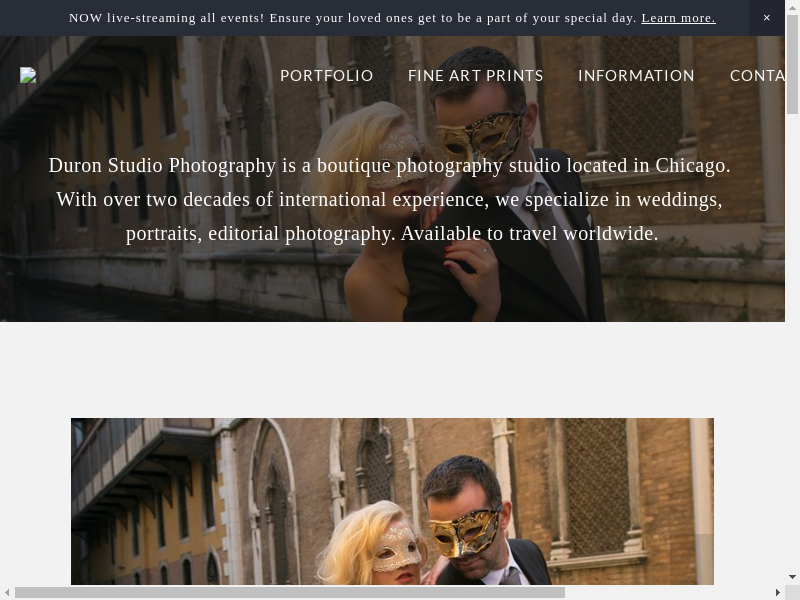 NOW live-streaming all events! Ensure your loved ones get to be a part of your special day. Learn more. ×
PORTFOLIO FINE ART PRINTS INFORMATION CONTA
Duron Studio Photography is a boutique photography studio located in Chicago.
With over two decades of international experience, we specialize in weddings,
portraits, editorial photography. Available to travel worldwide.